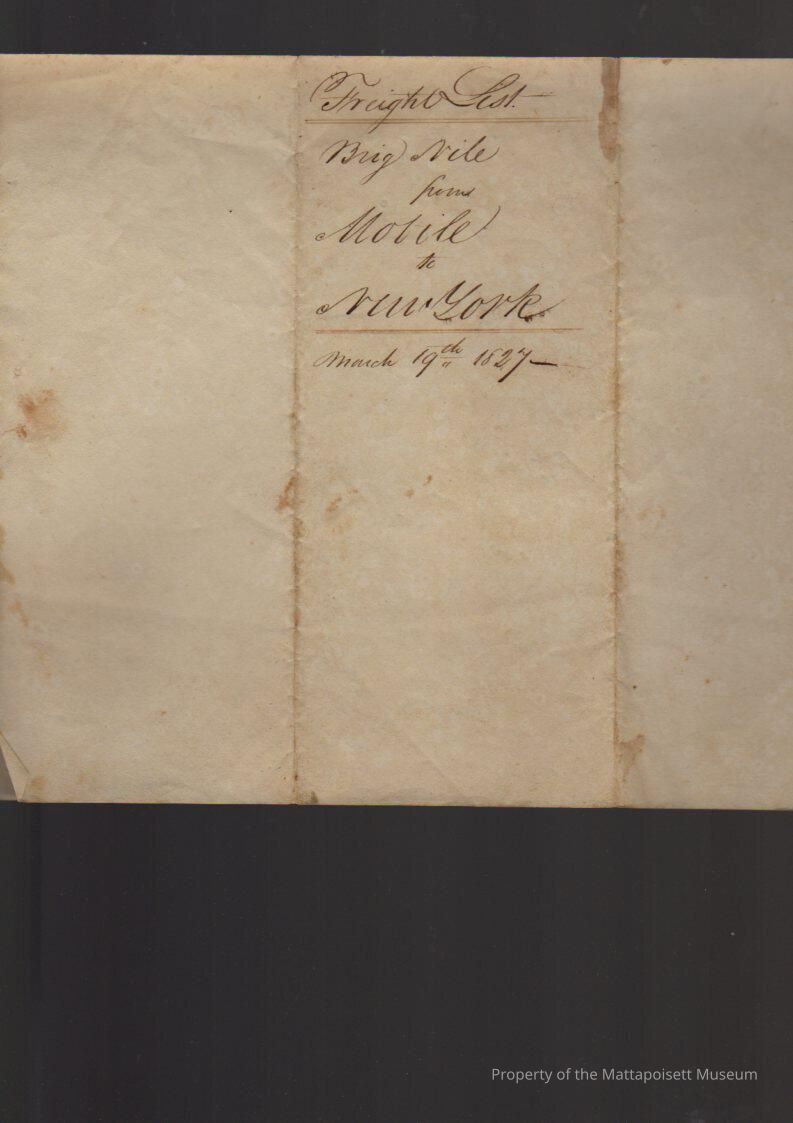 Freight List.
Brig Nile
from
Mobile
to
New York.
March 19th 1827—
Property of the Mattapoisett Museum